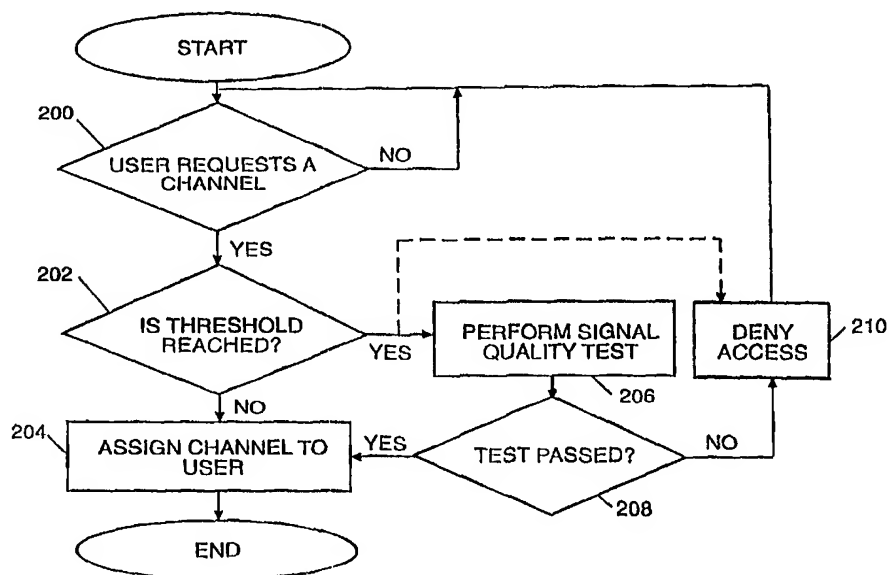 START
200
USER REQUESTS A
CHANNEL
NO
YES
202
IS THRESHOLD
REACHED?
YES
PERFORM SIGNAL
QUALITY TEST
206
DENY
ACCESS
210
NO
204
ASSIGN CHANNEL TO
USER
YES
TEST PASSED?
NO
208
END